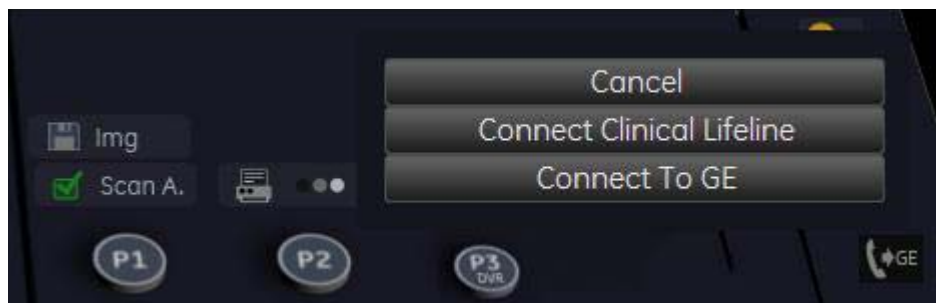 Cancel
Connect Clinical Lifeline
Connect To GE
Img
Scan A.
P1
P2
P3
DVR
GE